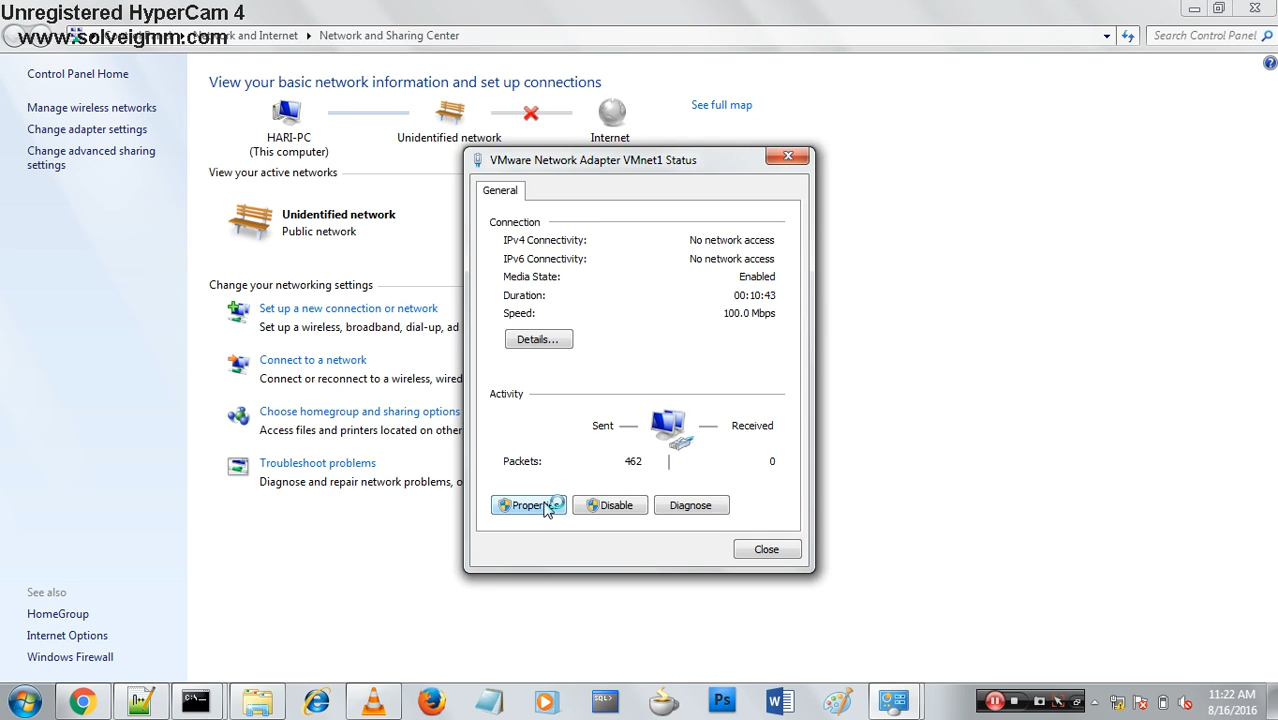 Unregistered HyperCam 4
www.solveigmm.com
Network and Internet
Network and Sharing Center
Search Control Panel
Control Panel Home
Manage wireless networks
Change adapter settings
Change advanced sharing
settings
View your basic network information and set up connections
See full map
HARI-PC
(This computer)
Unidentified network
Internet
View your active networks
Unidentified network
Public network
Change your networking settings
Set up a new connection or network
Set up a wireless, broadband, dial-up, ad
Connect to a network
Connect or reconnect to a wireless, wired
Choose homegroup and sharing options
Access files and printers located on other
Troubleshoot problems
Diagnose and repair network problems, o
See also
HomeGroup
Internet Options
Windows Firewall
VMware Network Adapter VMnet1 Status
General
Connection
IPv4 Connectivity: No network access
IPv6 Connectivity: No network access
Media State: Enabled
Duration: 00:10:43
Speed: 100.0 Mbps
Details...
Activity
Sent Received
Packets: 462 0
Disable Diagnose
Close
SQL>
Ps
11:22 AM
8/16/2016